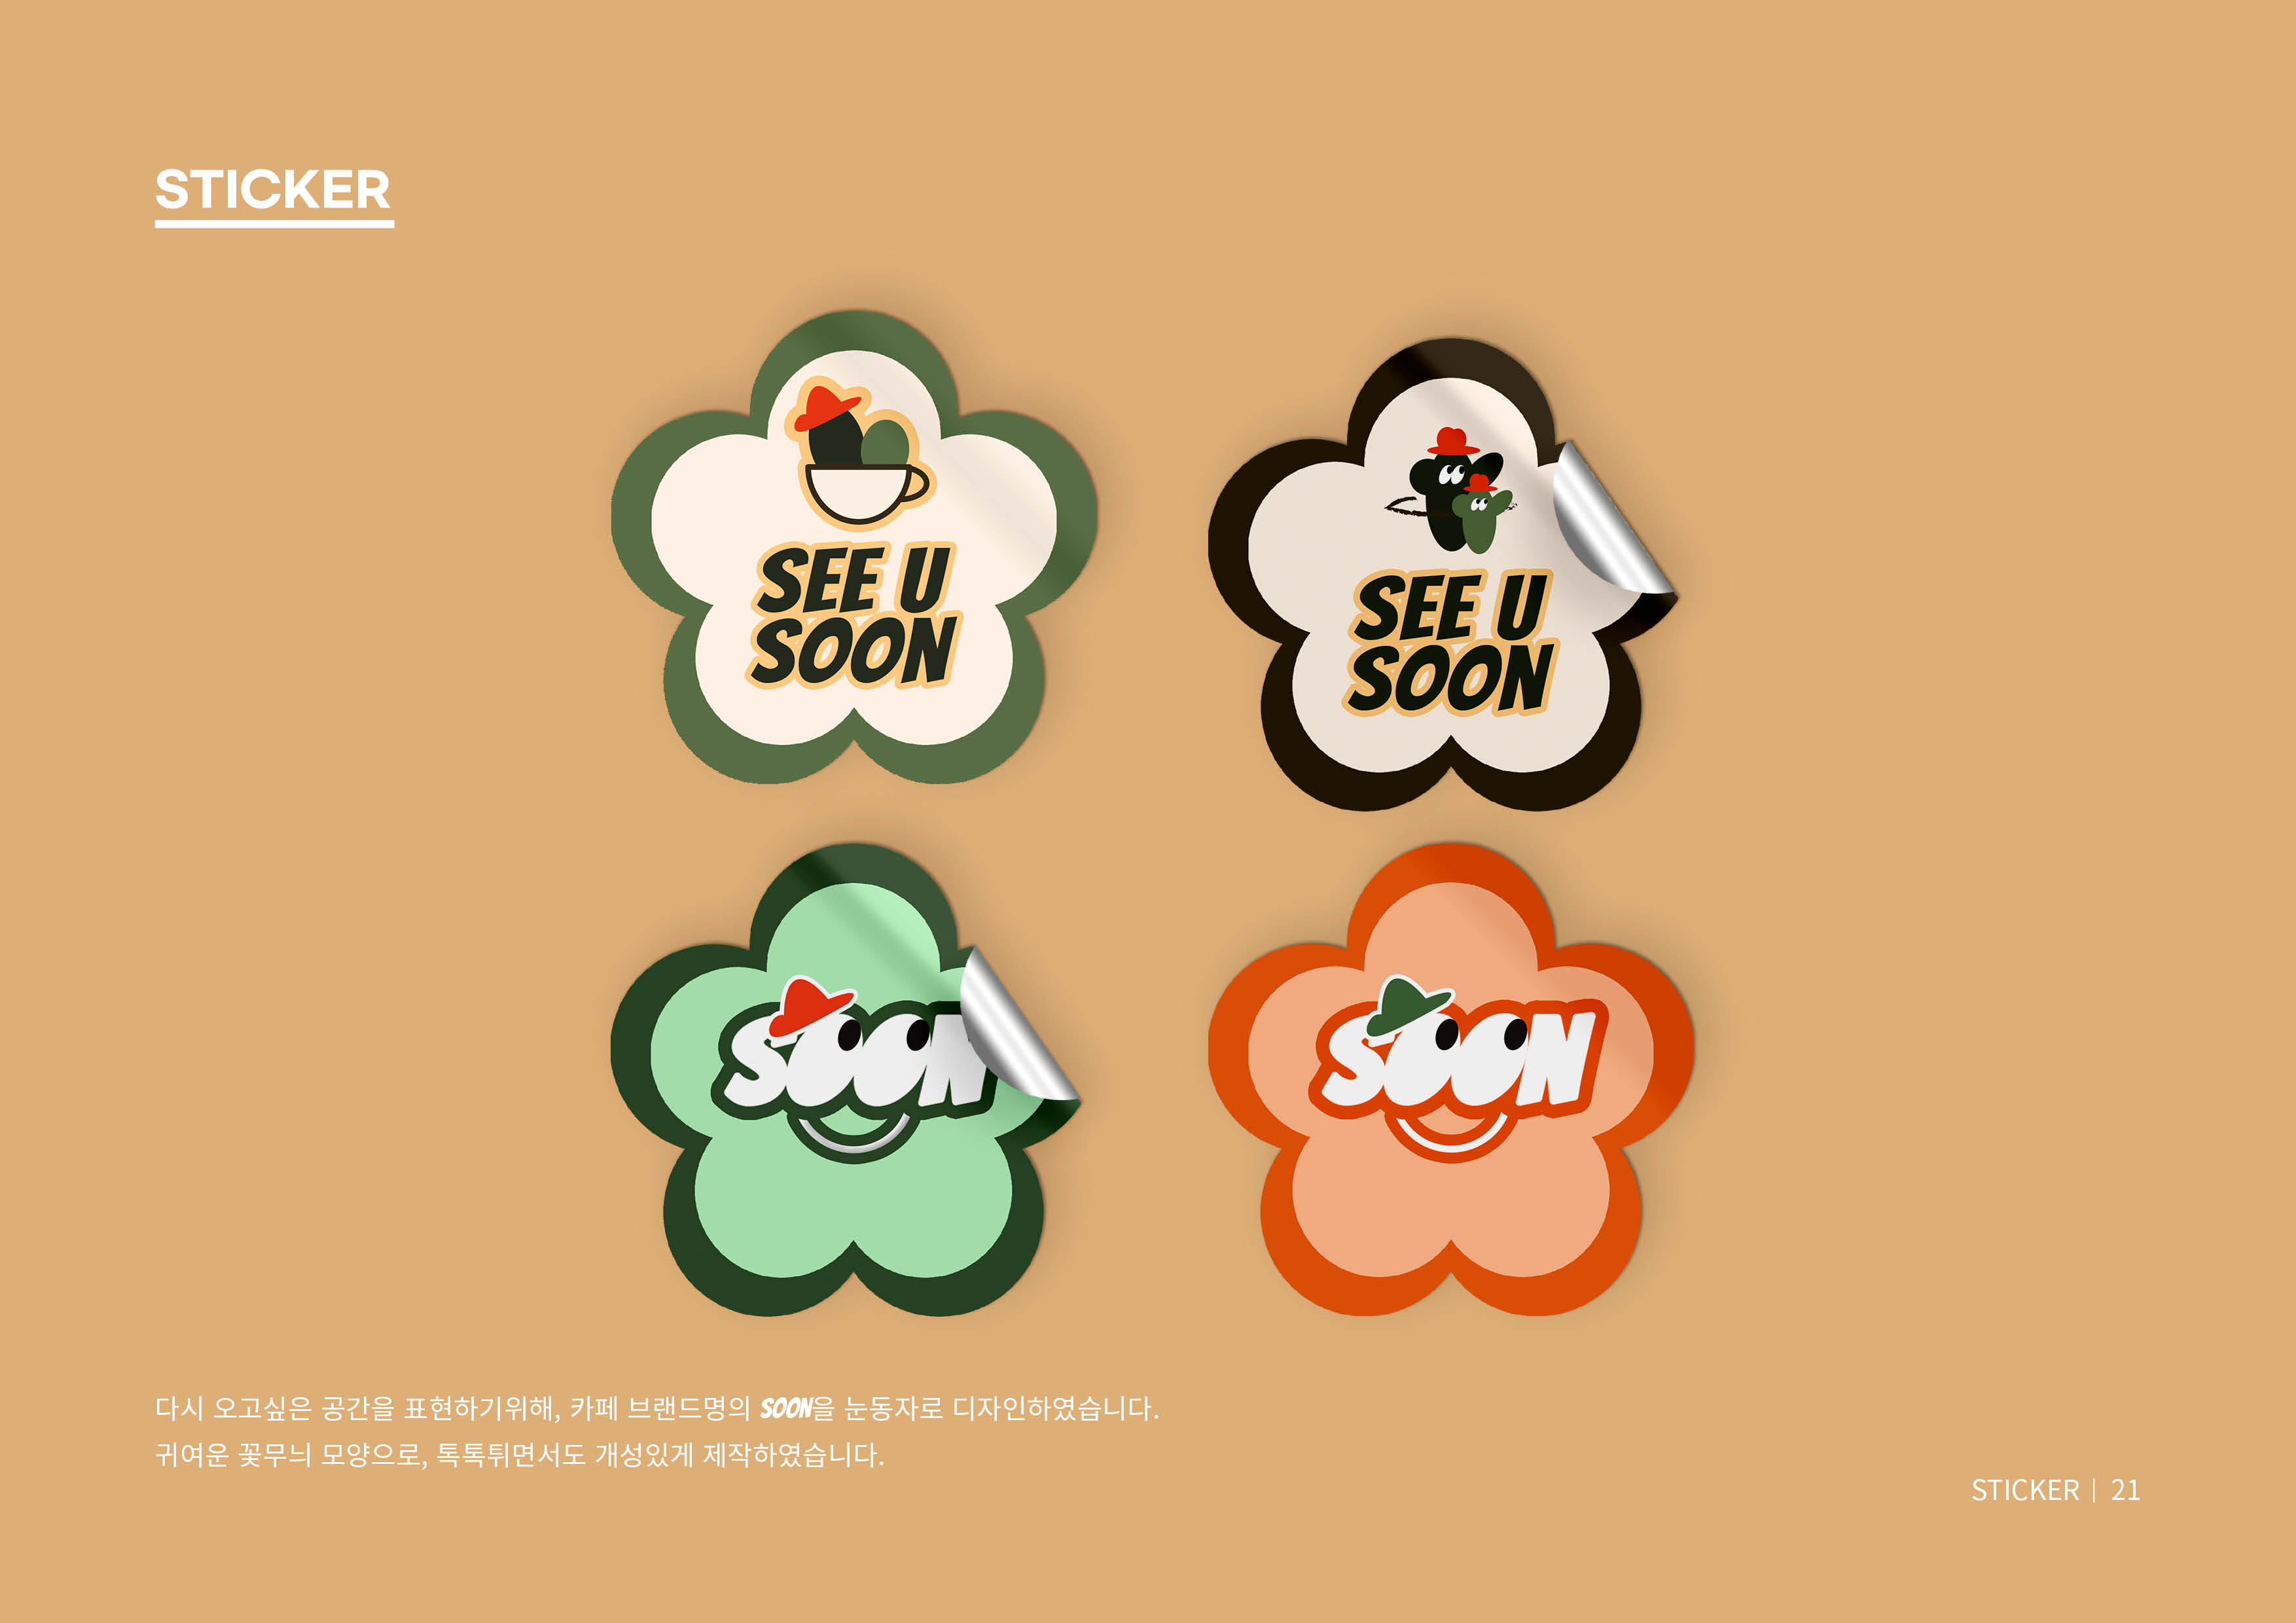 STICKER
SEE U
SOON
SEE U
SOON
SOON
SOON
다시 오고싶은 공간을 표현하기위해, 카페 브랜드명의 SOON을 눈동자로 디자인하였습니다.
귀여운 꽃무늬 모양으로, 톡톡튀면서도 개성있게 제작하였습니다.
STICKER | 21